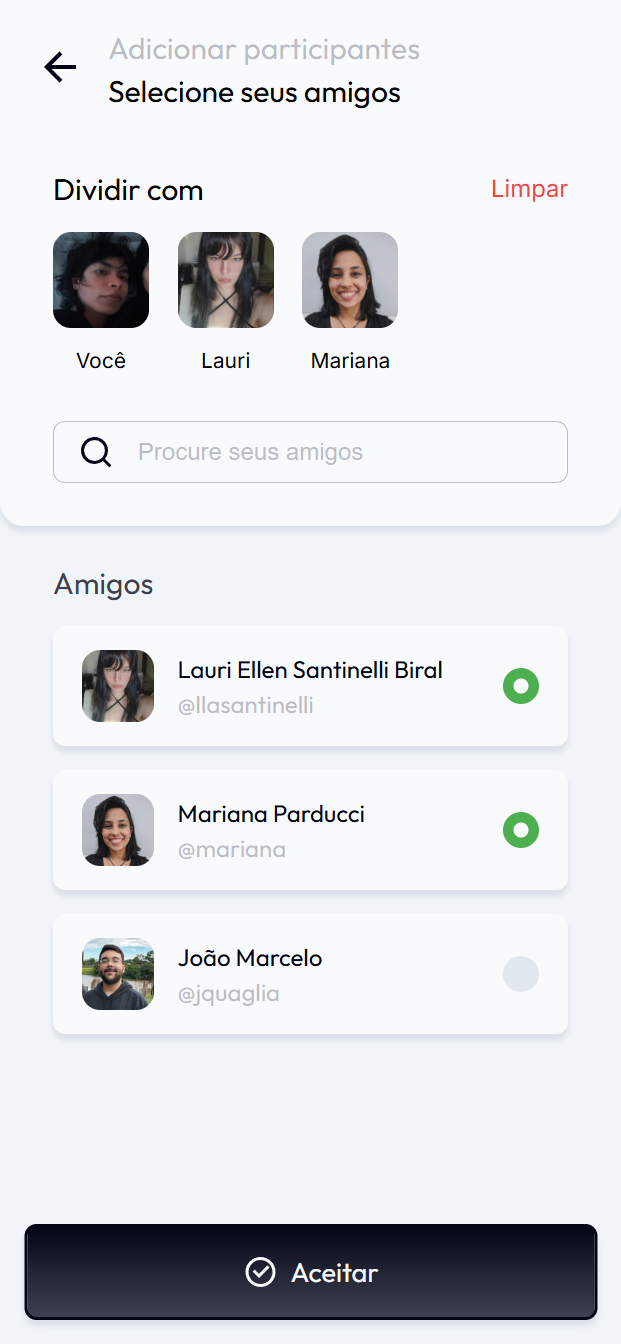 Adicionar participantes
Selecione seus amigos
Dividir com
Limpar
Você
Lauri
Mariana
Procure seus amigos
Amigos
Lauri Ellen Santinelli Biral
@llasantinelli
Mariana Parducci
@mariana
João Marcelo
@jquaglia
Aceitar